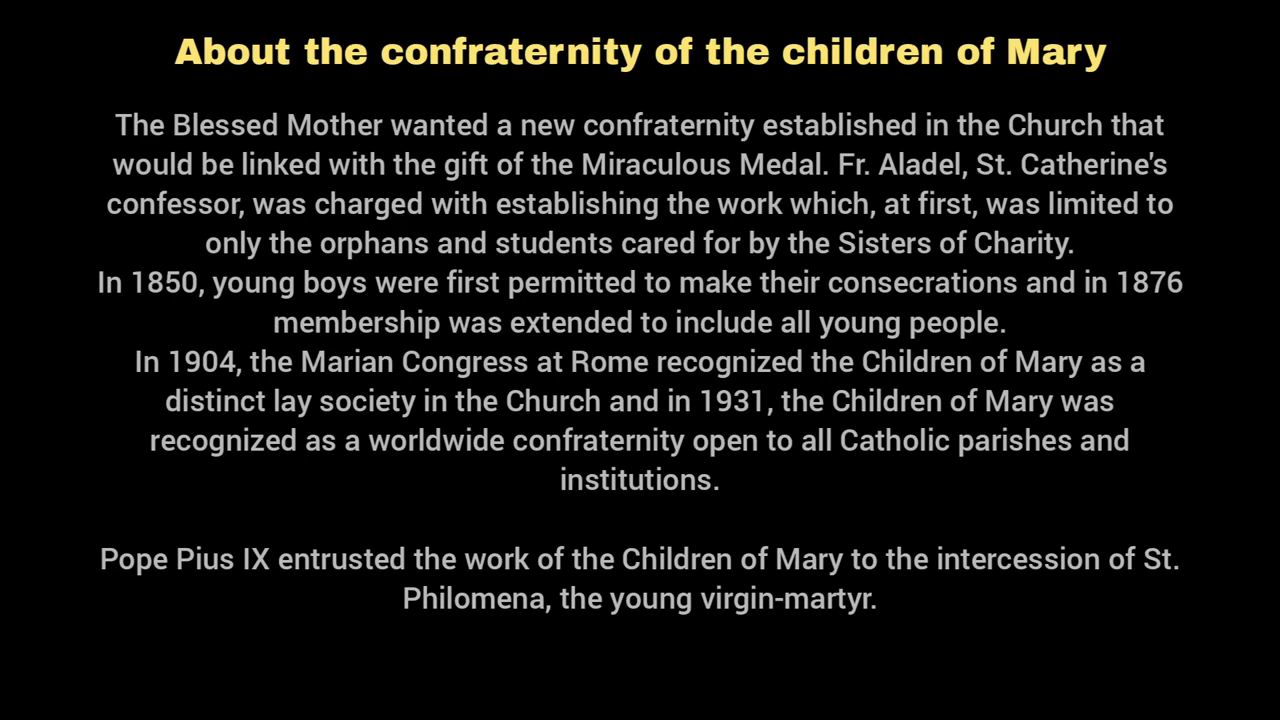 About the confraternity of the children of Mary
The Blessed Mother wanted a new confraternity established in the Church that
would be linked with the gift of the Miraculous Medal. Fr. Aladel, St. Catherine's
confessor, was charged with establishing the work which, at first, was limited to
only the orphans and students cared for by the Sisters of Charity.
In 1850, young boys were first permitted to make their consecrations and in 1876
membership was extended to include all young people.
In 1904, the Marian Congress at Rome recognized the Children of Mary as a
distinct lay society in the Church and in 1931, the Children of Mary was
recognized as a worldwide confraternity open to all Catholic parishes and
institutions.
Pope Pius IX entrusted the work of the Children of Mary to the intercession of St.
Philomena, the young virgin-martyr.